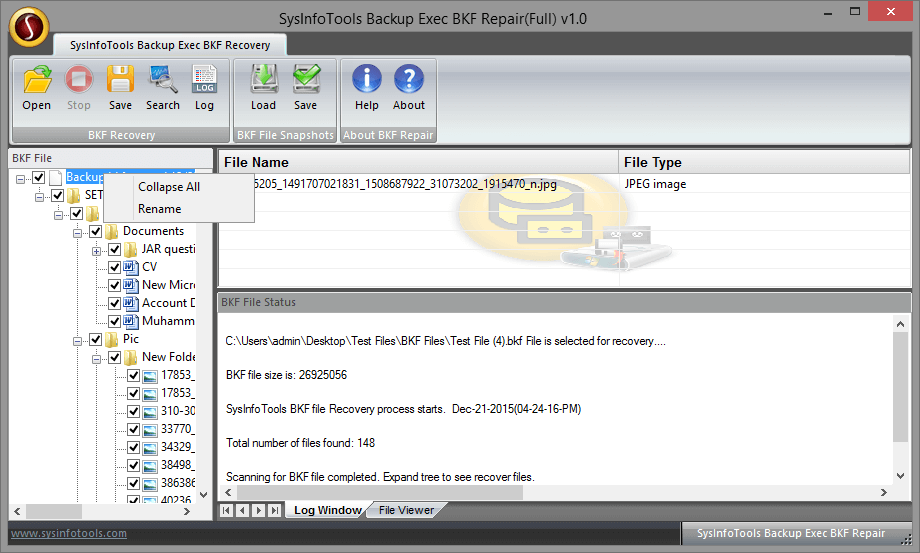 SysInfoTools Backup Exec BKF Repair(Full) v1.0
SysInfoTools Backup Exec BKF Recovery
Open Stop Save Search Log Load Save Help About
LOG
BKF Recovery BKF File Snapshots About BKF Repair
BKF File
Backup
SET
Collapse All
Rename
Documents
JAR questi
CV
New Micr
Account D
Muhamm
Pic
New Folde
17853_
17853_
310-30
33770_
34329_
38498_
386386
40236
File Name File Type
5205_1491707021831_1508687922_31073202_1915470_n.jpg JPEG image
BKF File Status
C:\Users\admin\Desktop\Test Files\BKF Files\Test File (4).bkf File is selected for recovery....
BKF file size is: 26925056
SysInfoTools BKF file Recovery process starts. Dec-21-2015(04-24-16-PM)
Total number of files found: 148
Scanning for BKF file completed. Expand tree to see recover files.
Log Window File Viewer
www.sysinfotools.com
SysInfoTools Backup Exec BKF Repair